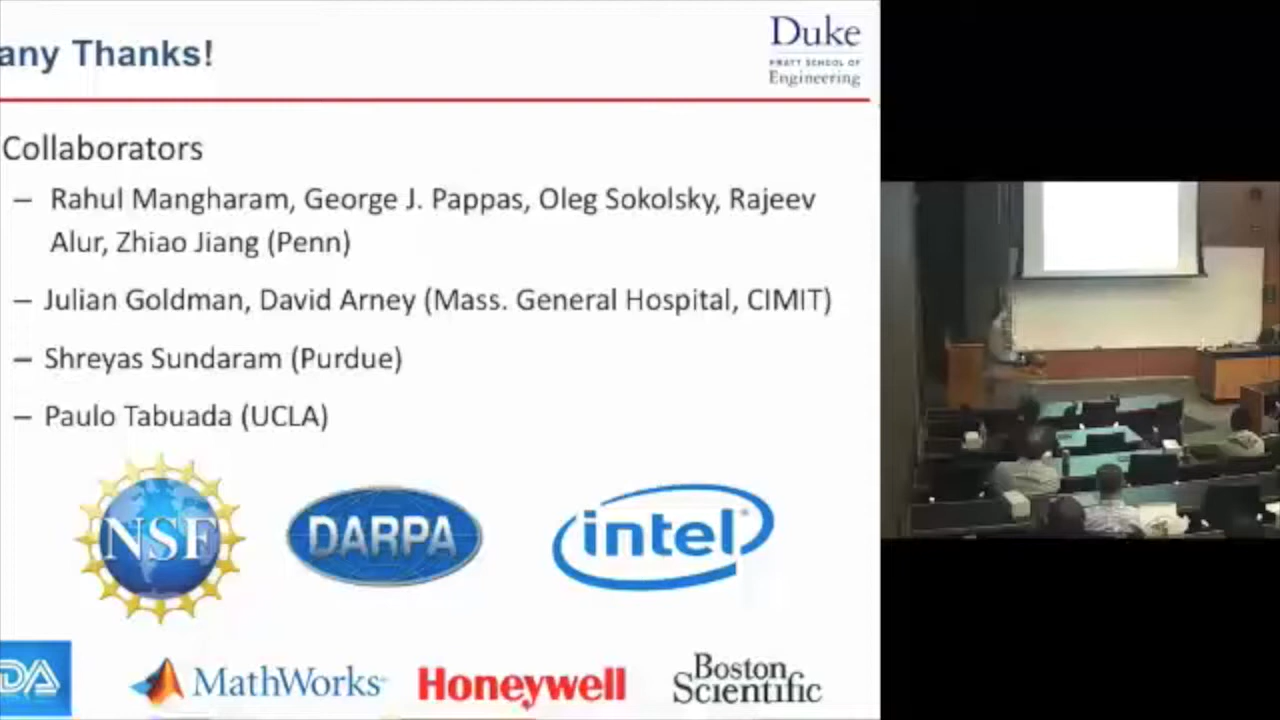 any Thanks!
Duke
PRATT SCHOOL OF
Engineering
Collaborators
– Rahul Mangharam, George J. Pappas, Oleg Sokolsky, Rajeev
Alur, Zhiao Jiang (Penn)
– Julian Goldman, David Arney (Mass. General Hospital, CIMIT)
– Shreyas Sundaram (Purdue)
– Paulo Tabuada (UCLA)
NSF
DARPA
intel
DA
MathWorks
Honeywell
Boston
Scientific